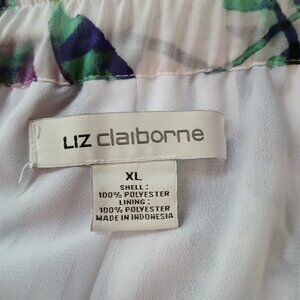 LIZ claiborne
XL
SHELL:
100% POLYESTER
LINING:
100% POLYESTER
MADE IN INDONESIA